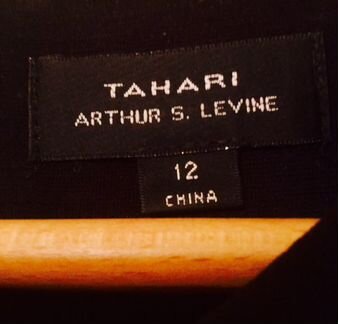 TAHARI
ARTHUR S. LEVINE
12
CHINA